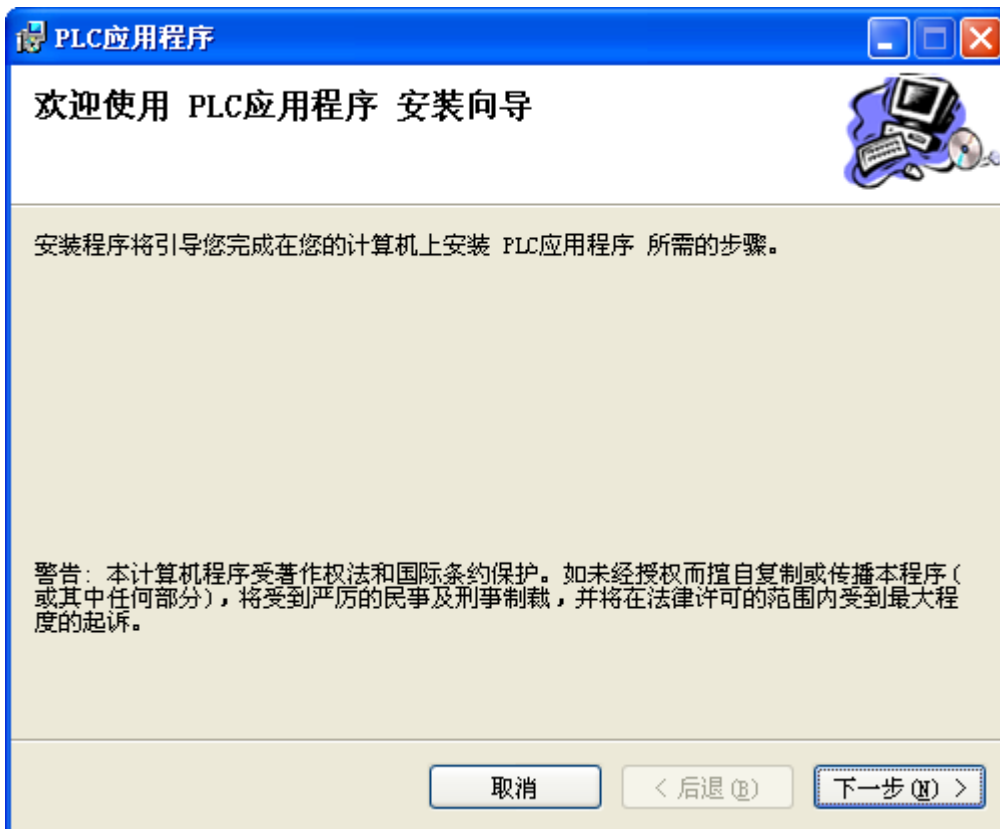 PLC应用程序
欢迎使用 PLC应用程序 安装向导
安装程序将引导您完成在您的计算机上安装 PLC应用程序 所需的步骤。
警告: 本计算机程序受著作权法和国际条约保护。如未经授权而擅自复制或传播本程序(
或其中任何部分)，将受到严厉的民事及刑事制裁，并将在法律许可的范围内受到最大程
度的起诉。
取消
< 后退(B)
下一步(N) >